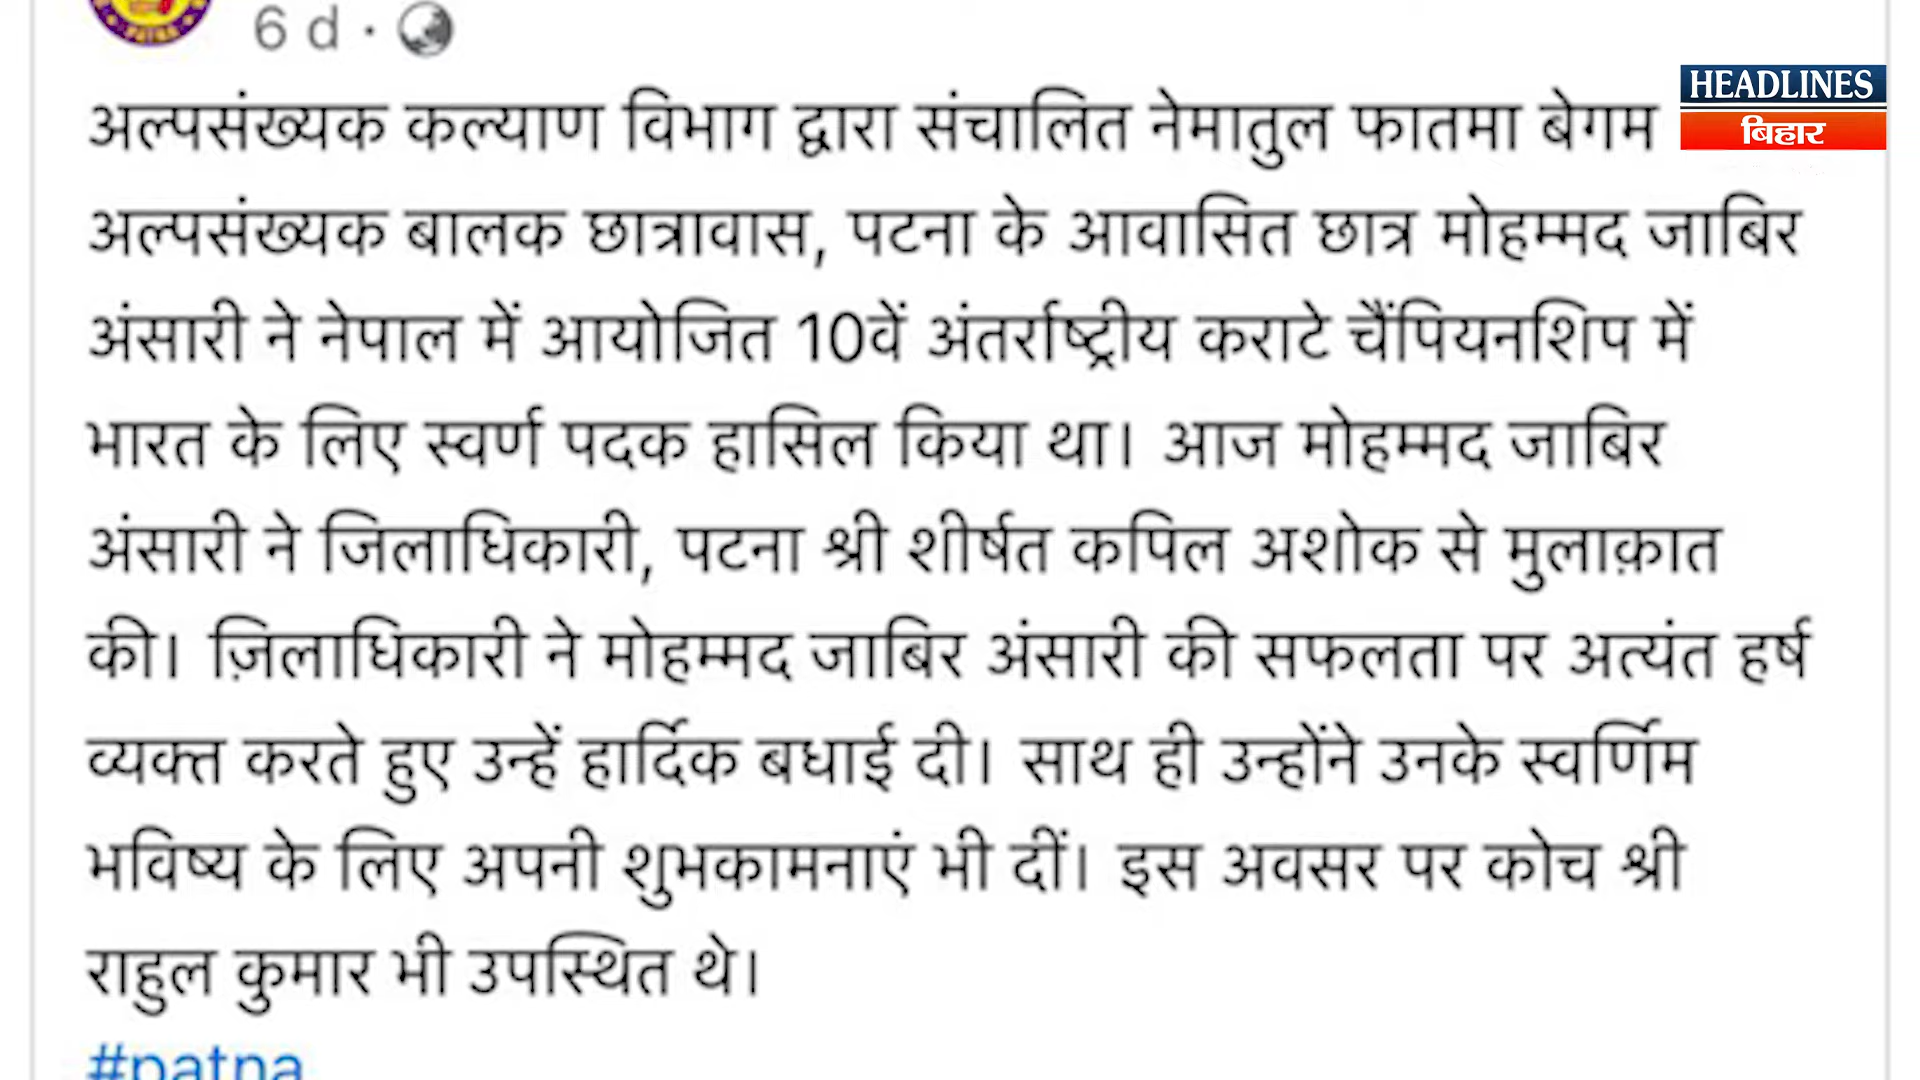 PATNA
6 d ·
HEADLINES
बिहार
अल्पसंख्यक कल्याण विभाग द्वारा संचालित नेमातुल फातमा बेगम
अल्पसंख्यक बालक छात्रावास, पटना के आवासित छात्र मोहम्मद जाबिर
अंसारी ने नेपाल में आयोजित 10वें अंतर्राष्ट्रीय कराटे चैंपियनशिप में
भारत के लिए स्वर्ण पदक हासिल किया था। आज मोहम्मद जाबिर
अंसारी ने जिलाधिकारी, पटना श्री शीर्षत कपिल अशोक से मुलाक़ात
की। ज़िलाधिकारी ने मोहम्मद जाबिर अंसारी की सफलता पर अत्यंत हर्ष
व्यक्त करते हुए उन्हें हार्दिक बधाई दी। साथ ही उन्होंने उनके स्वर्णिम
भविष्य के लिए अपनी शुभकामनाएं भी दीं। इस अवसर पर कोच श्री
राहुल कुमार भी उपस्थित थे।
#patna